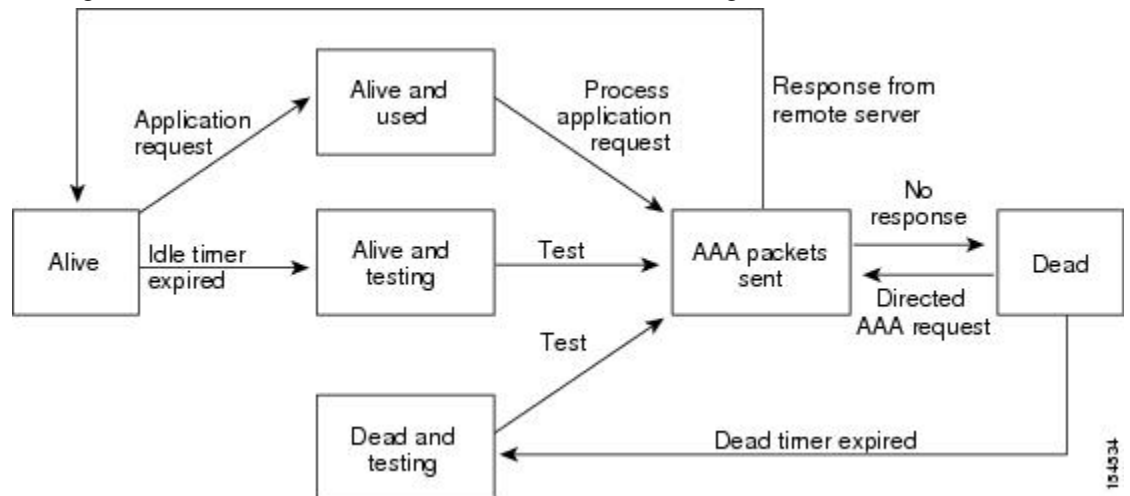 Alive and
used
Application
request
Process
application
request
Response from
remote server
Alive
Idle timer
expired
Alive and
testing
Test
AAA packets
sent
No
response
Dead
Directed
AAA request
Test
Dead and
testing
Dead timer expired
154534